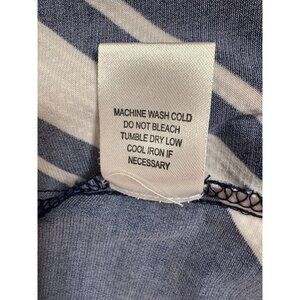 MACHINE WASH COLD
DO NOT BLEACH
TUMBLE DRY LOW
COOL IRON IF
NECESSARY